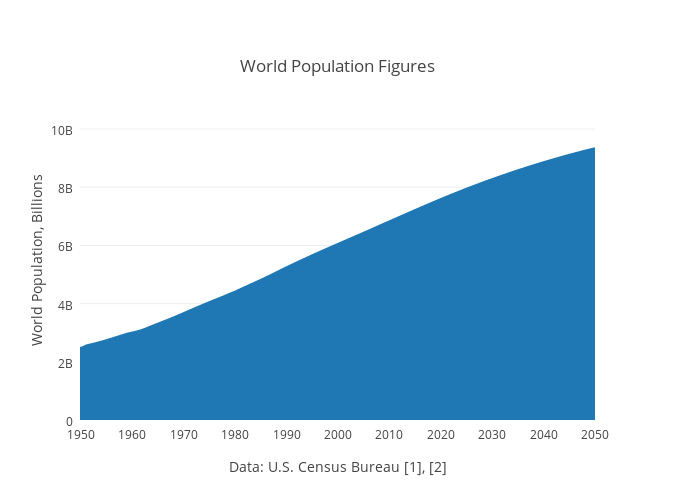 World Population Figures
World Population, Billions
10B
8B
6B
4B
2B
0
1950 1960 1970 1980 1990 2000 2010 2020 2030 2040 2050
Data: U.S. Census Bureau [1], [2]